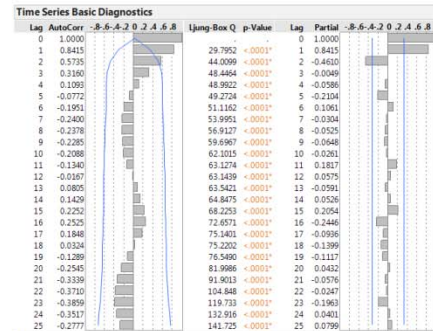 Time Series Basic Diagnostics
Lag AutoCorr -.8-.6-.4-.2 0 .2 .4 .6 .8 Ljung-Box Q p-Value Lag Partial -.8-.6-.4-.2 0 .2 .4 .6 .8
0 1.0000 . . 0 1.0000
1 0.8415 29.7952 <.0001* 1 0.8415
2 0.5735 44.0099 <.0001* 2 -0.4610
3 0.3160 48.4464 <.0001* 3 -0.0049
4 0.1093 48.9922 <.0001* 4 -0.0586
5 -0.0772 49.2724 <.0001* 5 -0.2104
6 -0.1951 51.1162 <.0001* 6 0.1061
7 -0.2400 53.9951 <.0001* 7 -0.0304
8 -0.2378 56.9127 <.0001* 8 -0.0525
9 -0.2285 59.6967 <.0001* 9 -0.0648
10 -0.2088 62.1015 <.0001* 10 -0.0261
11 -0.1340 63.1274 <.0001* 11 0.1817
12 -0.0167 63.1439 <.0001* 12 0.0575
13 0.0805 63.5421 <.0001* 13 -0.0591
14 0.1429 64.8475 <.0001* 14 0.0526
15 0.2252 68.2253 <.0001* 15 0.2054
16 0.2525 72.6571 <.0001* 16 -0.2446
17 0.1848 75.1401 <.0001* 17 -0.0936
18 0.0324 75.2202 <.0001* 18 -0.1399
19 -0.1289 76.5490 <.0001* 19 -0.1117
20 -0.2545 81.9986 <.0001* 20 0.0432
21 -0.3339 91.9013 <.0001* 21 -0.0576
22 -0.3710 104.848 <.0001* 22 -0.0247
23 -0.3859 119.733 <.0001* 23 -0.1963
24 -0.3517 132.916 <.0001* 24 0.0401
25 -0.2777 141.725 <.0001* 25 0.0799